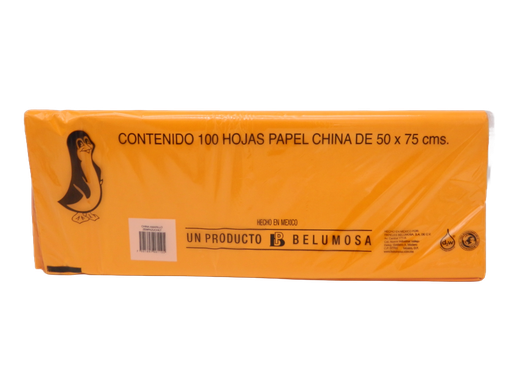 CONTENIDO 100 HOJAS PAPEL CHINA DE 50 x 75 cms.
HECHO EN MEXICO
UN PRODUCTO B BELUMOSA